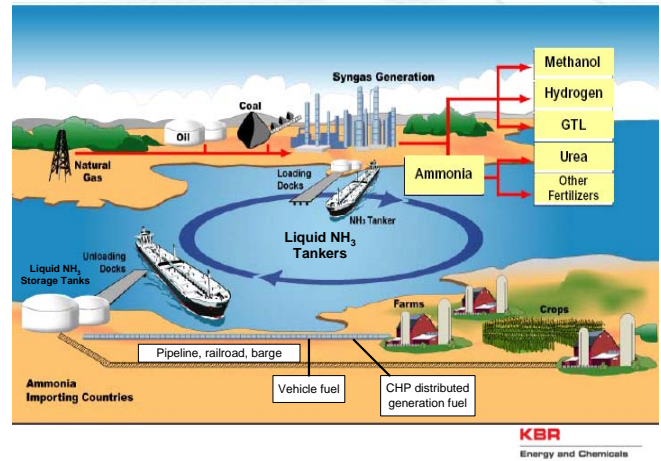 Syngas Generation
Methanol
Hydrogen
GTL
Urea
Other
Fertilizers
Coal
Oil
Natural
Gas
Ammonia
Loading
Docks
NH₃ Tanker
Liquid NH₃
Tankers
Unloading
Docks
Liquid NH₃
Storage Tanks
Farms
Crops
Pipeline, railroad, barge
Vehicle fuel
CHP distributed
generation fuel
Ammonia
Importing Countries
KBR
Energy and Chemicals